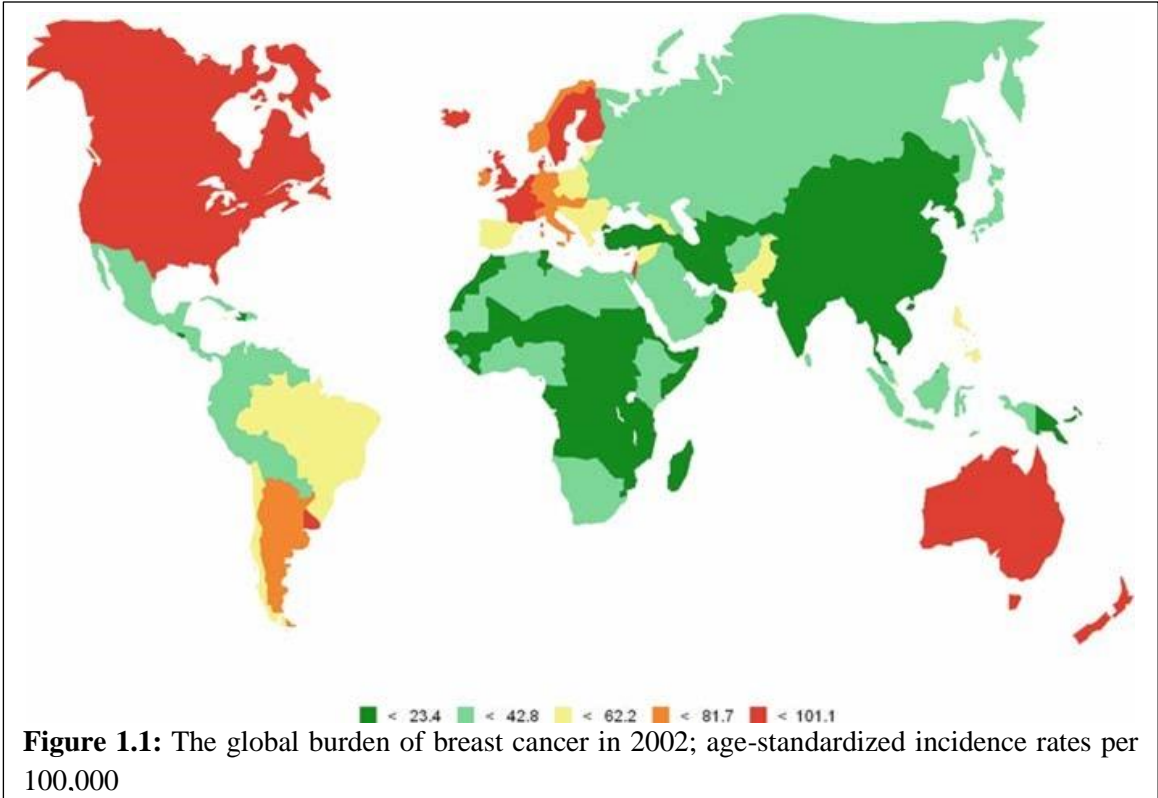 < 23.4 < 42.8 < 62.2 < 81.7 < 101.1
Figure 1.1: The global burden of breast cancer in 2002; age-standardized incidence rates per
100,000